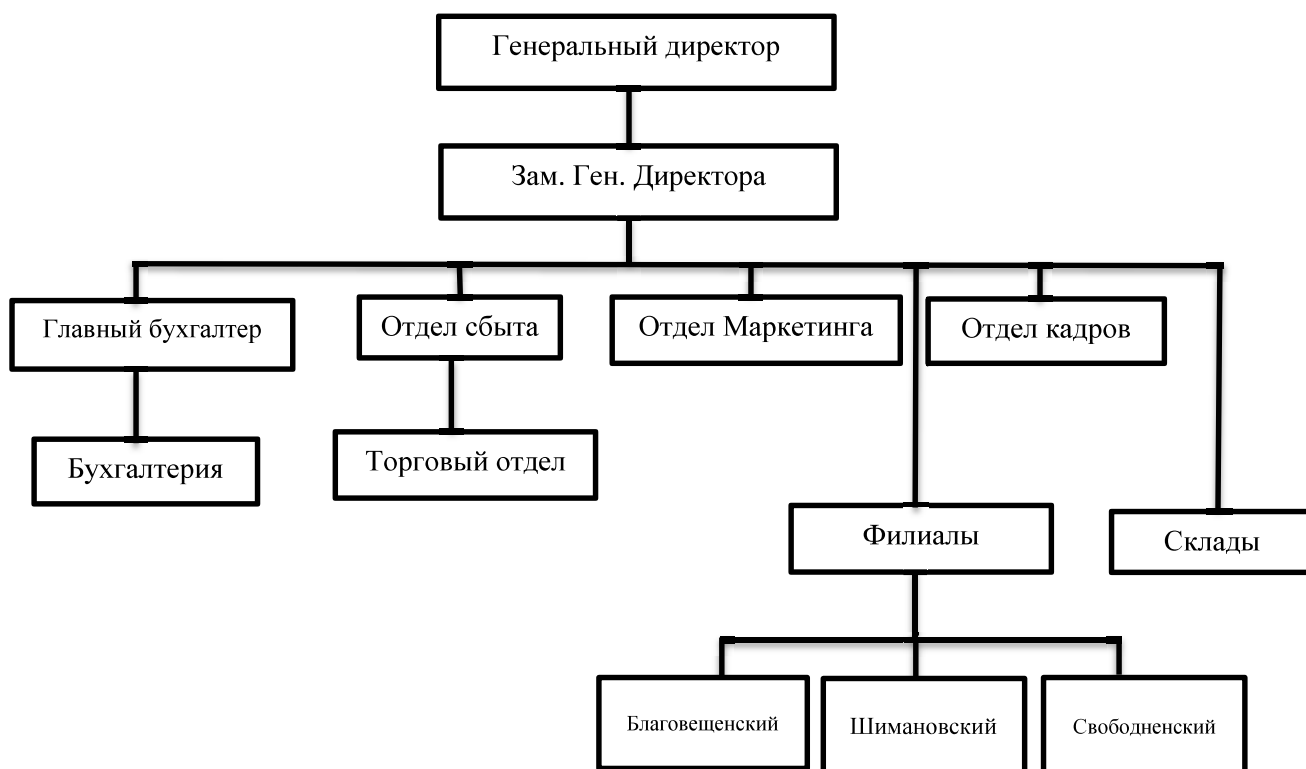 Генеральный директор
Зам. Ген. Директора
Главный бухгалтер
Отдел сбыта
Отдел Маркетинга
Отдел кадров
Бухгалтерия
Торговый отдел
Филиалы
Склады
Благовещенский
Шимановский
Свободненский